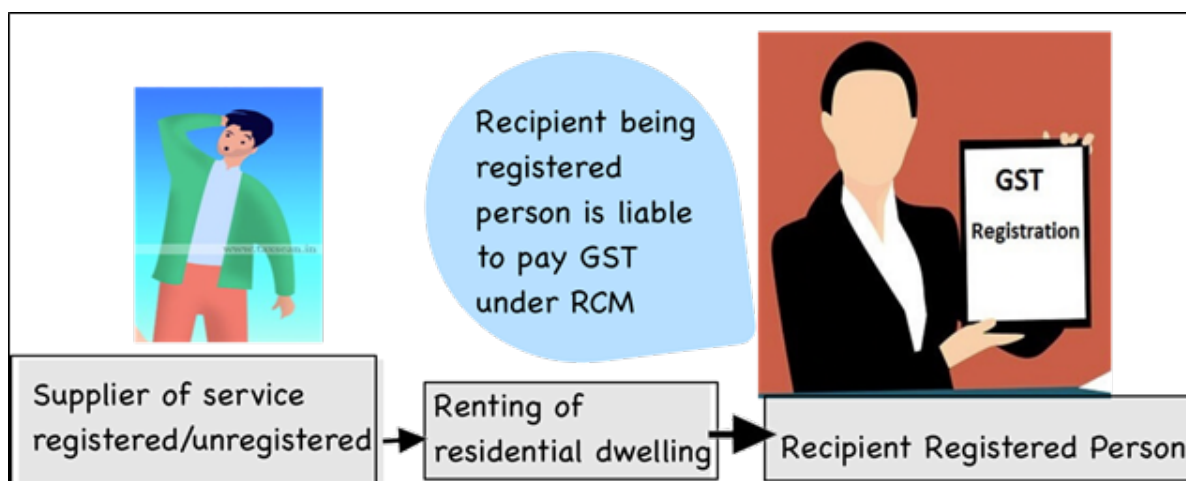 Recipient being
registered
person is liable
to pay GST
under RCM
GST
Registration
Supplier of service
registered/unregistered
Renting of
residential dwelling
Recipient Registered Person